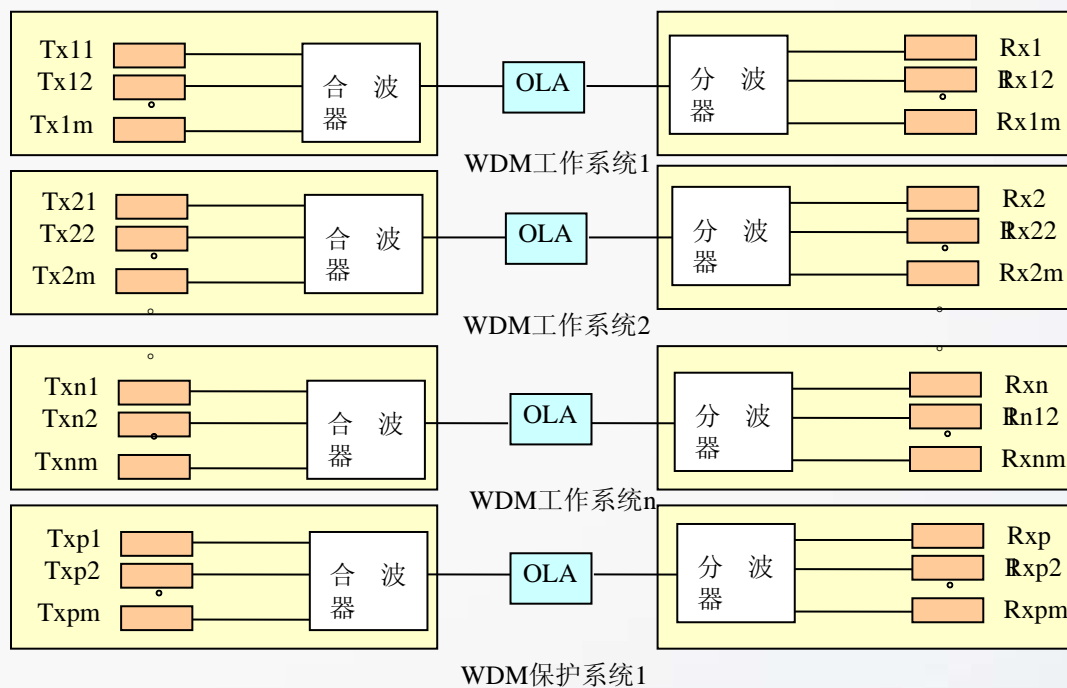 Tx11
Tx12
Tx1m
合 波
器
OLA
分 波
器
Rx1
Rx12
Rx1m
WDM工作系统1
Tx21
Tx22
Tx2m
合 波
器
OLA
分 波
器
Rx2
Rx22
Rx2m
WDM工作系统2
Txn1
Txn2
Txnm
合 波
器
OLA
分 波
器
Rxn
Rn12
Rxnm
WDM工作系统n
Txp1
Txp2
Txpm
合 波
器
OLA
分 波
器
Rxp
Rxp2
Rxpm
WDM保护系统1